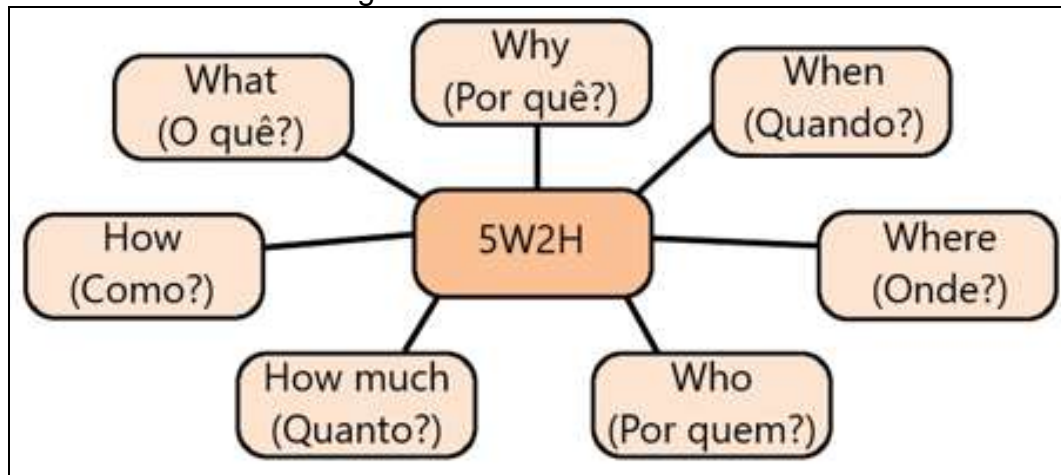 What
(O quê?)
Why
(Por quê?)
When
(Quando?)
How
(Como?)
5W2H
Where
(Onde?)
How much
(Quanto?)
Who
(Por quem?)